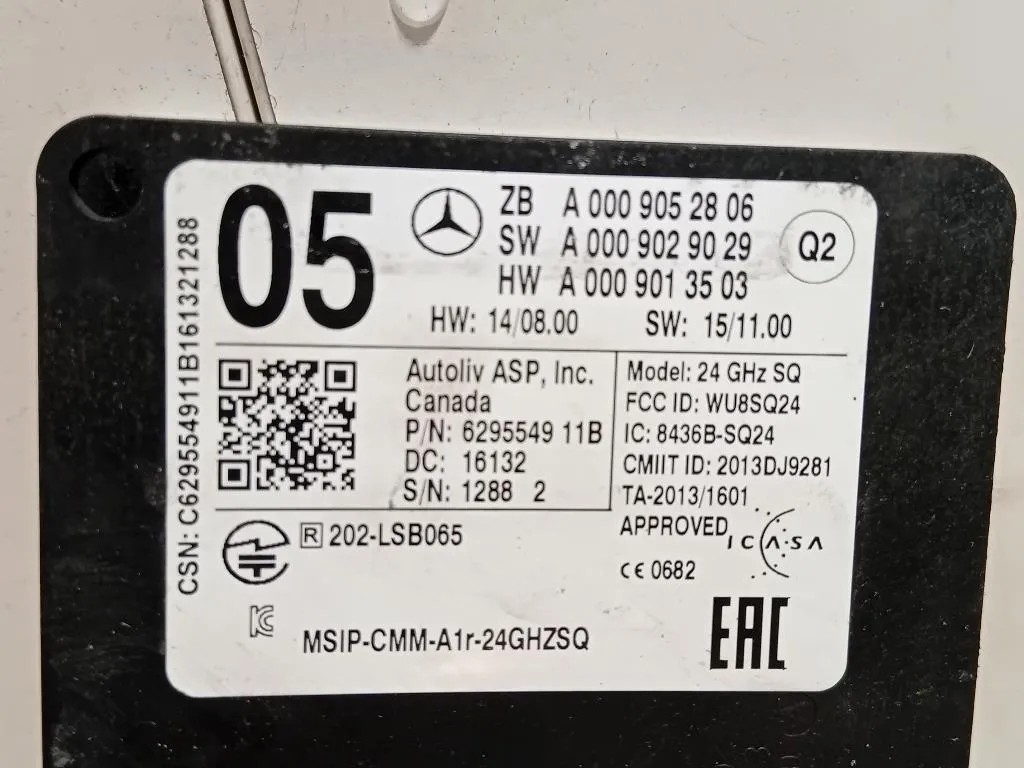 05
ZB A 000 905 28 06
SW A 000 902 90 29
HW A 000 901 35 03
Q2
HW: 14/08.00 SW: 15/11.00
CSN: C629554911B161321288
Autoliv ASP, Inc.
Canada
P/N: 6295549 11B
DC: 16132
S/N: 1288 2
Model: 24 GHz SQ
FCC ID: WU8SQ24
IC: 8436B-SQ24
CMIIT ID: 2013DJ9281
TA-2013/1601
APPROVED
ICASA
R 202-LSB065
CE 0682
KC
MSIP-CMM-A1r-24GHZSQ
EAC